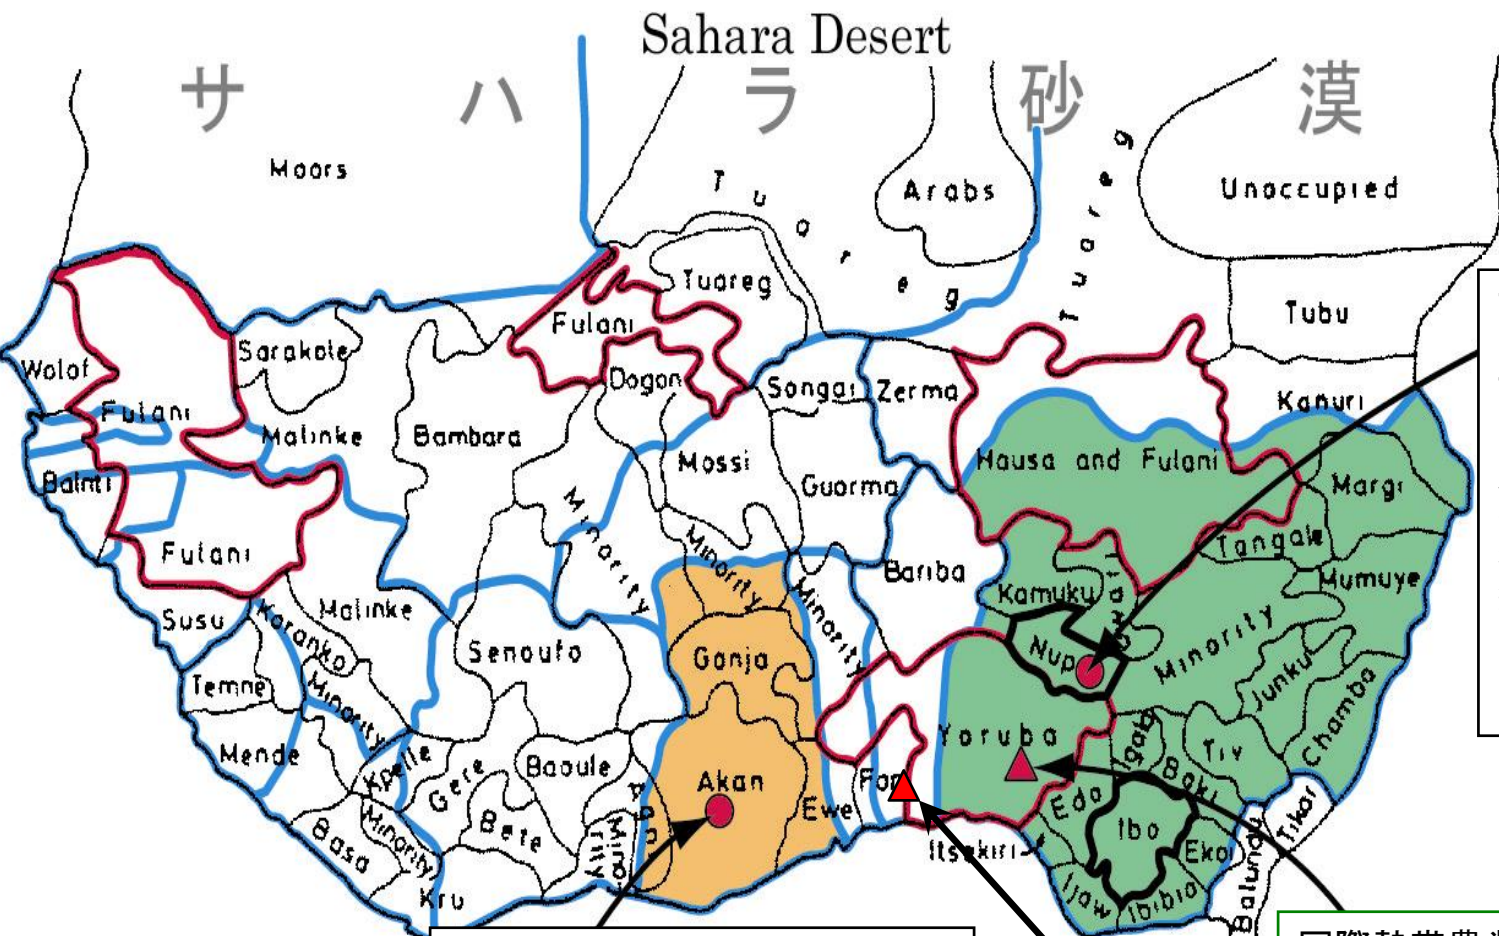 Sahara Desert
サ ハ ラ 砂 漠
Moors
Tuareg
Arabs
Tuareg
Unoccupied
Tuareg
Tubu
Fulani
Wolof
Sarakole
Dogon
Songai
Zerma
Kanuri
Fulani
Malinke
Bambara
Mossi
Hausa and Fulani
Guorma
Margi
Fulani
Minority
Minority
Tangale
Bariba
Mumuye
Kamuku
Minority
Susu
Koranko
Malinke
Senoufo
Gonja
Nup
Minority
Temne
Minority
Junku
Chamba
Mende
Kpelle
Gere
Baoule
Akan
Yoruba
Tiv
Boki
Ewe
Fon
Edo
Ibo
Ekoi
Tikar
Basa
Minority
Bete
Itsekiri
Ijaw
Ibibio
Balundu
Kru